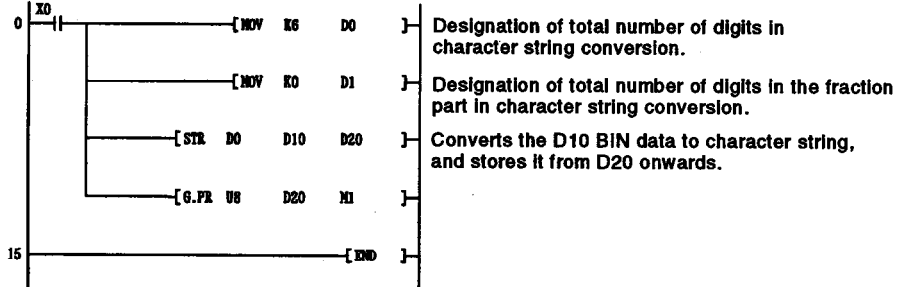 X0
0 [ MOV K6 D0 ] Designation of total number of digits in
character string conversion.
[ MOV K0 D1 ] Designation of total number of digits in the fraction
part in character string conversion.
[ STR D0 D10 D20 ] Converts the D10 BIN data to character string,
and stores it from D20 onwards.
[ G.PR U8 D20 M1 ]
15 [ END ]